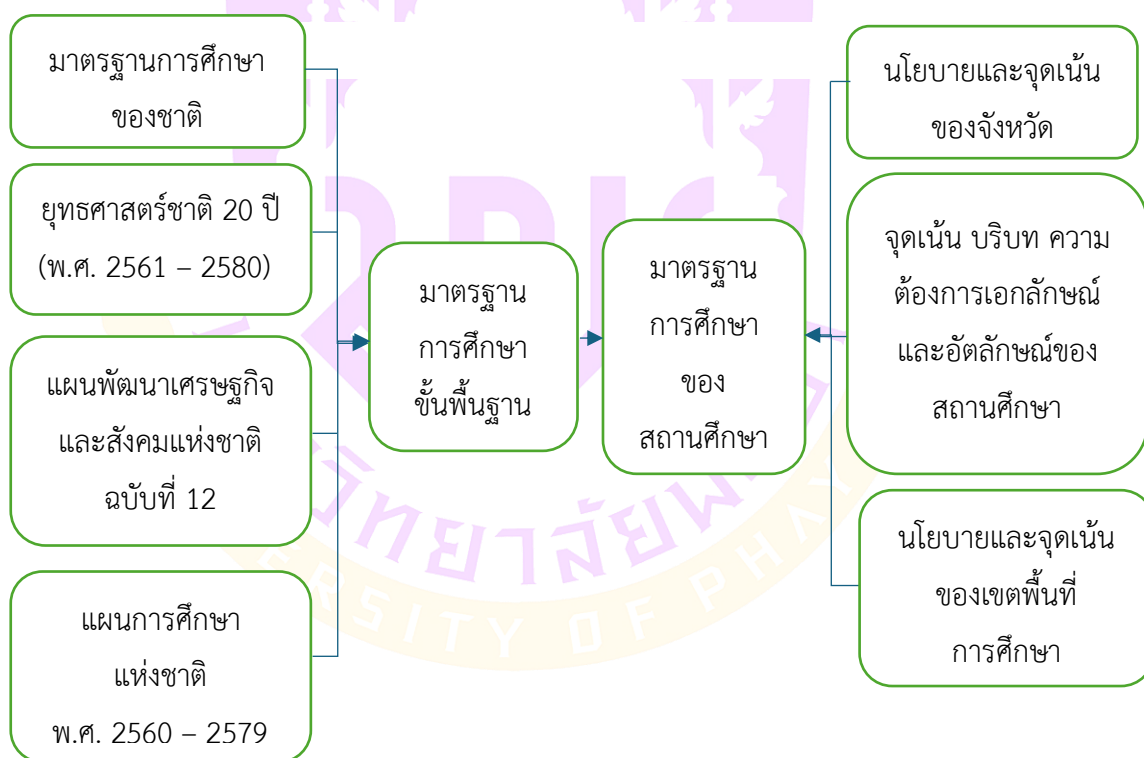 มาตรฐานการศึกษา
ของชาติ
ยุทธศาสตร์ชาติ 20 ปี
(พ.ศ. 2561 – 2580)
แผนพัฒนาเศรษฐกิจ
และสังคมแห่งชาติ
ฉบับที่ 12
แผนการศึกษา
แห่งชาติ
พ.ศ. 2560 – 2579
มาตรฐาน
การศึกษา
ขั้นพื้นฐาน
มาตรฐาน
การศึกษา
ของ
สถานศึกษา
นโยบายและจุดเน้น
ของจังหวัด
จุดเน้น บริบท ความ
ต้องการเอกลักษณ์
และอัตลักษณ์ของ
สถานศึกษา
นโยบายและจุดเน้น
ของเขตพื้นที่
การศึกษา